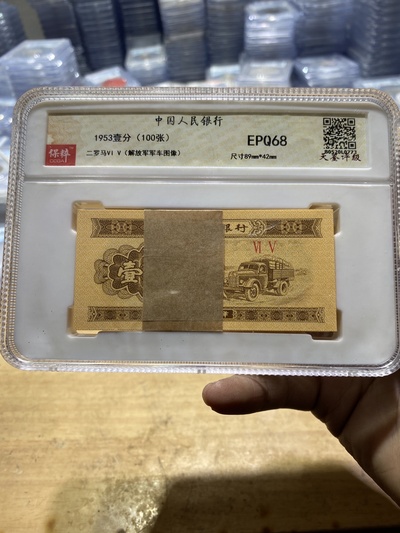 中国人民银行
1953壹分（100张）
EPQ68
二罗马VI V（解放军军车图像）
尺寸89mm*42mm
保粹
天鉴评级
银行
VI V
壹